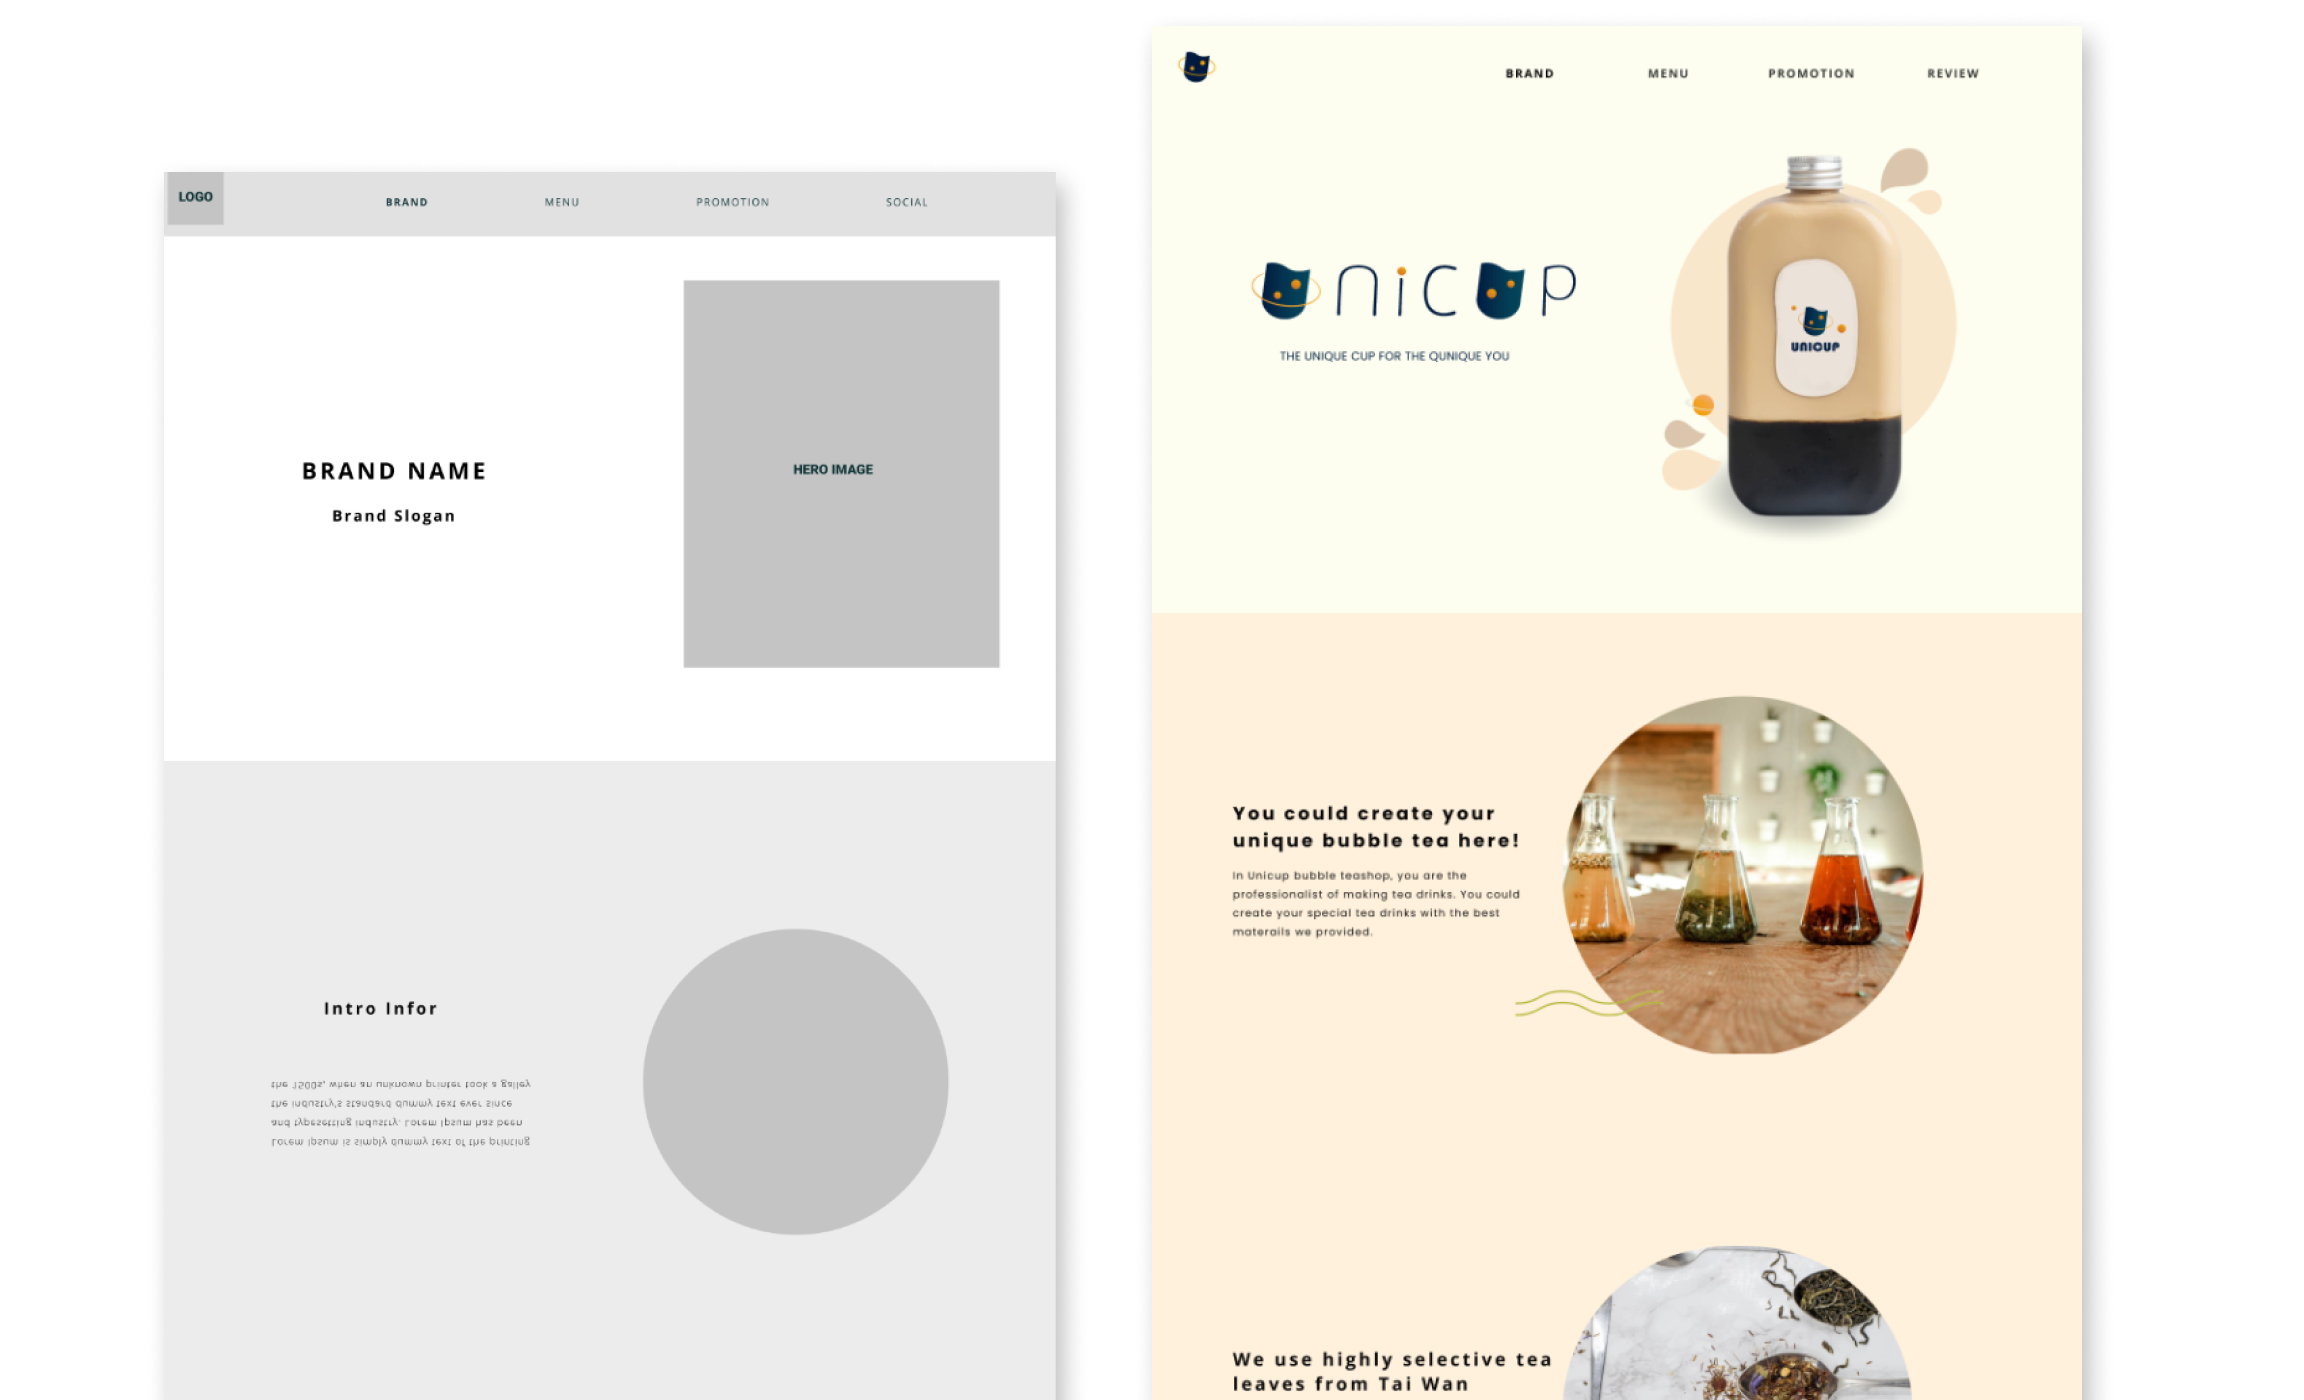 LOGO
BRAND
MENU
PROMOTION
SOCIAL
BRAND NAME
Brand Slogan
HERO IMAGE
Intro Infor
Lorem Ipsum is simply dummy text of the printing
and typesetting industry. Lorem Ipsum has been
the industry's standard dummy text ever since
the 1500s, when an unknown printer took a galley
BRAND
MENU
PROMOTION
REVIEW
UNiCUP
THE UNIQUE CUP FOR THE QUNIQUE YOU
UNICUP
You could create your
unique bubble tea here!
In Unicup bubble teashop, you are the
professionalist of making tea drinks. You could
create your special tea drinks with the best
materails we provided.
We use highly selective tea
leaves from Tai Wan